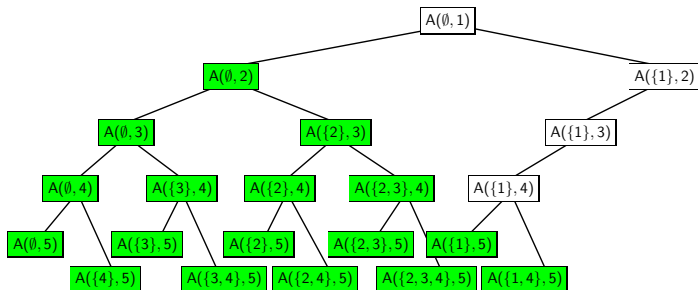 A(∅, 1)
A(∅, 2) A({1}, 2)
A(∅, 3) A({2}, 3) A({1}, 3)
A(∅, 4) A({3}, 4) A({2}, 4) A({2, 3}, 4) A({1}, 4)
A(∅, 5) A({3}, 5) A({2}, 5) A({2, 3}, 5) A({1}, 5)
A({4}, 5) A({3, 4}, 5) A({2, 4}, 5) A({2, 3, 4}, 5) A({1, 4}, 5)